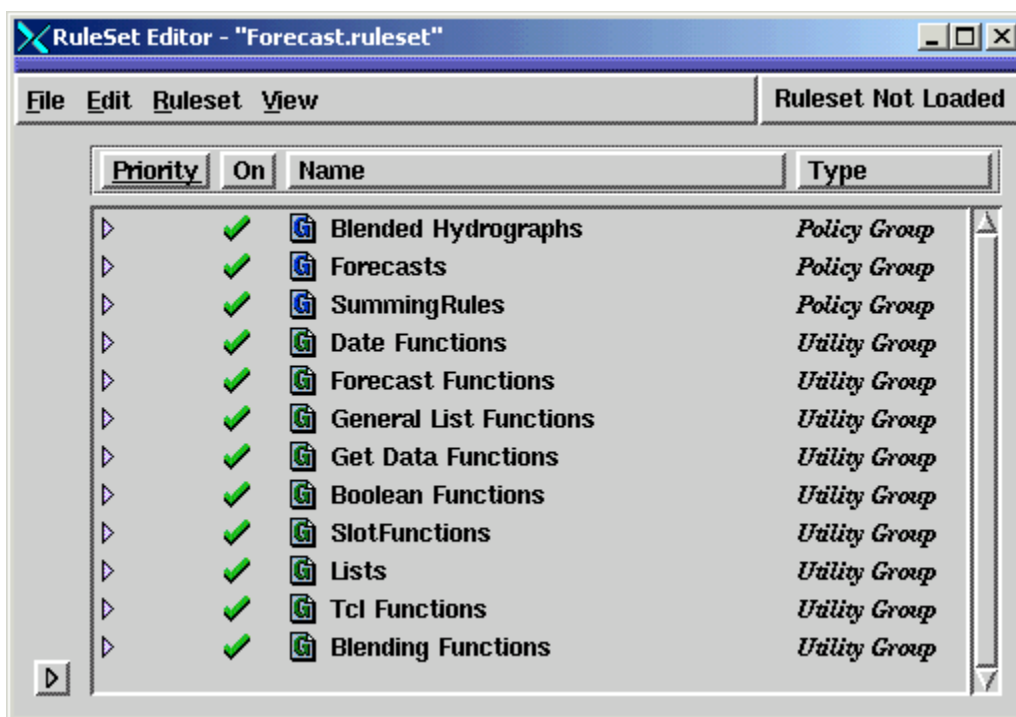 RuleSet Editor - "Forecast.ruleset"
File Edit Ruleset View Ruleset Not Loaded
Priority On Name Type
Blended Hydrographs Policy Group
Forecasts Policy Group
SummingRules Policy Group
Date Functions Utility Group
Forecast Functions Utility Group
General List Functions Utility Group
Get Data Functions Utility Group
Boolean Functions Utility Group
SlotFunctions Utility Group
Lists Utility Group
Tcl Functions Utility Group
Blending Functions Utility Group